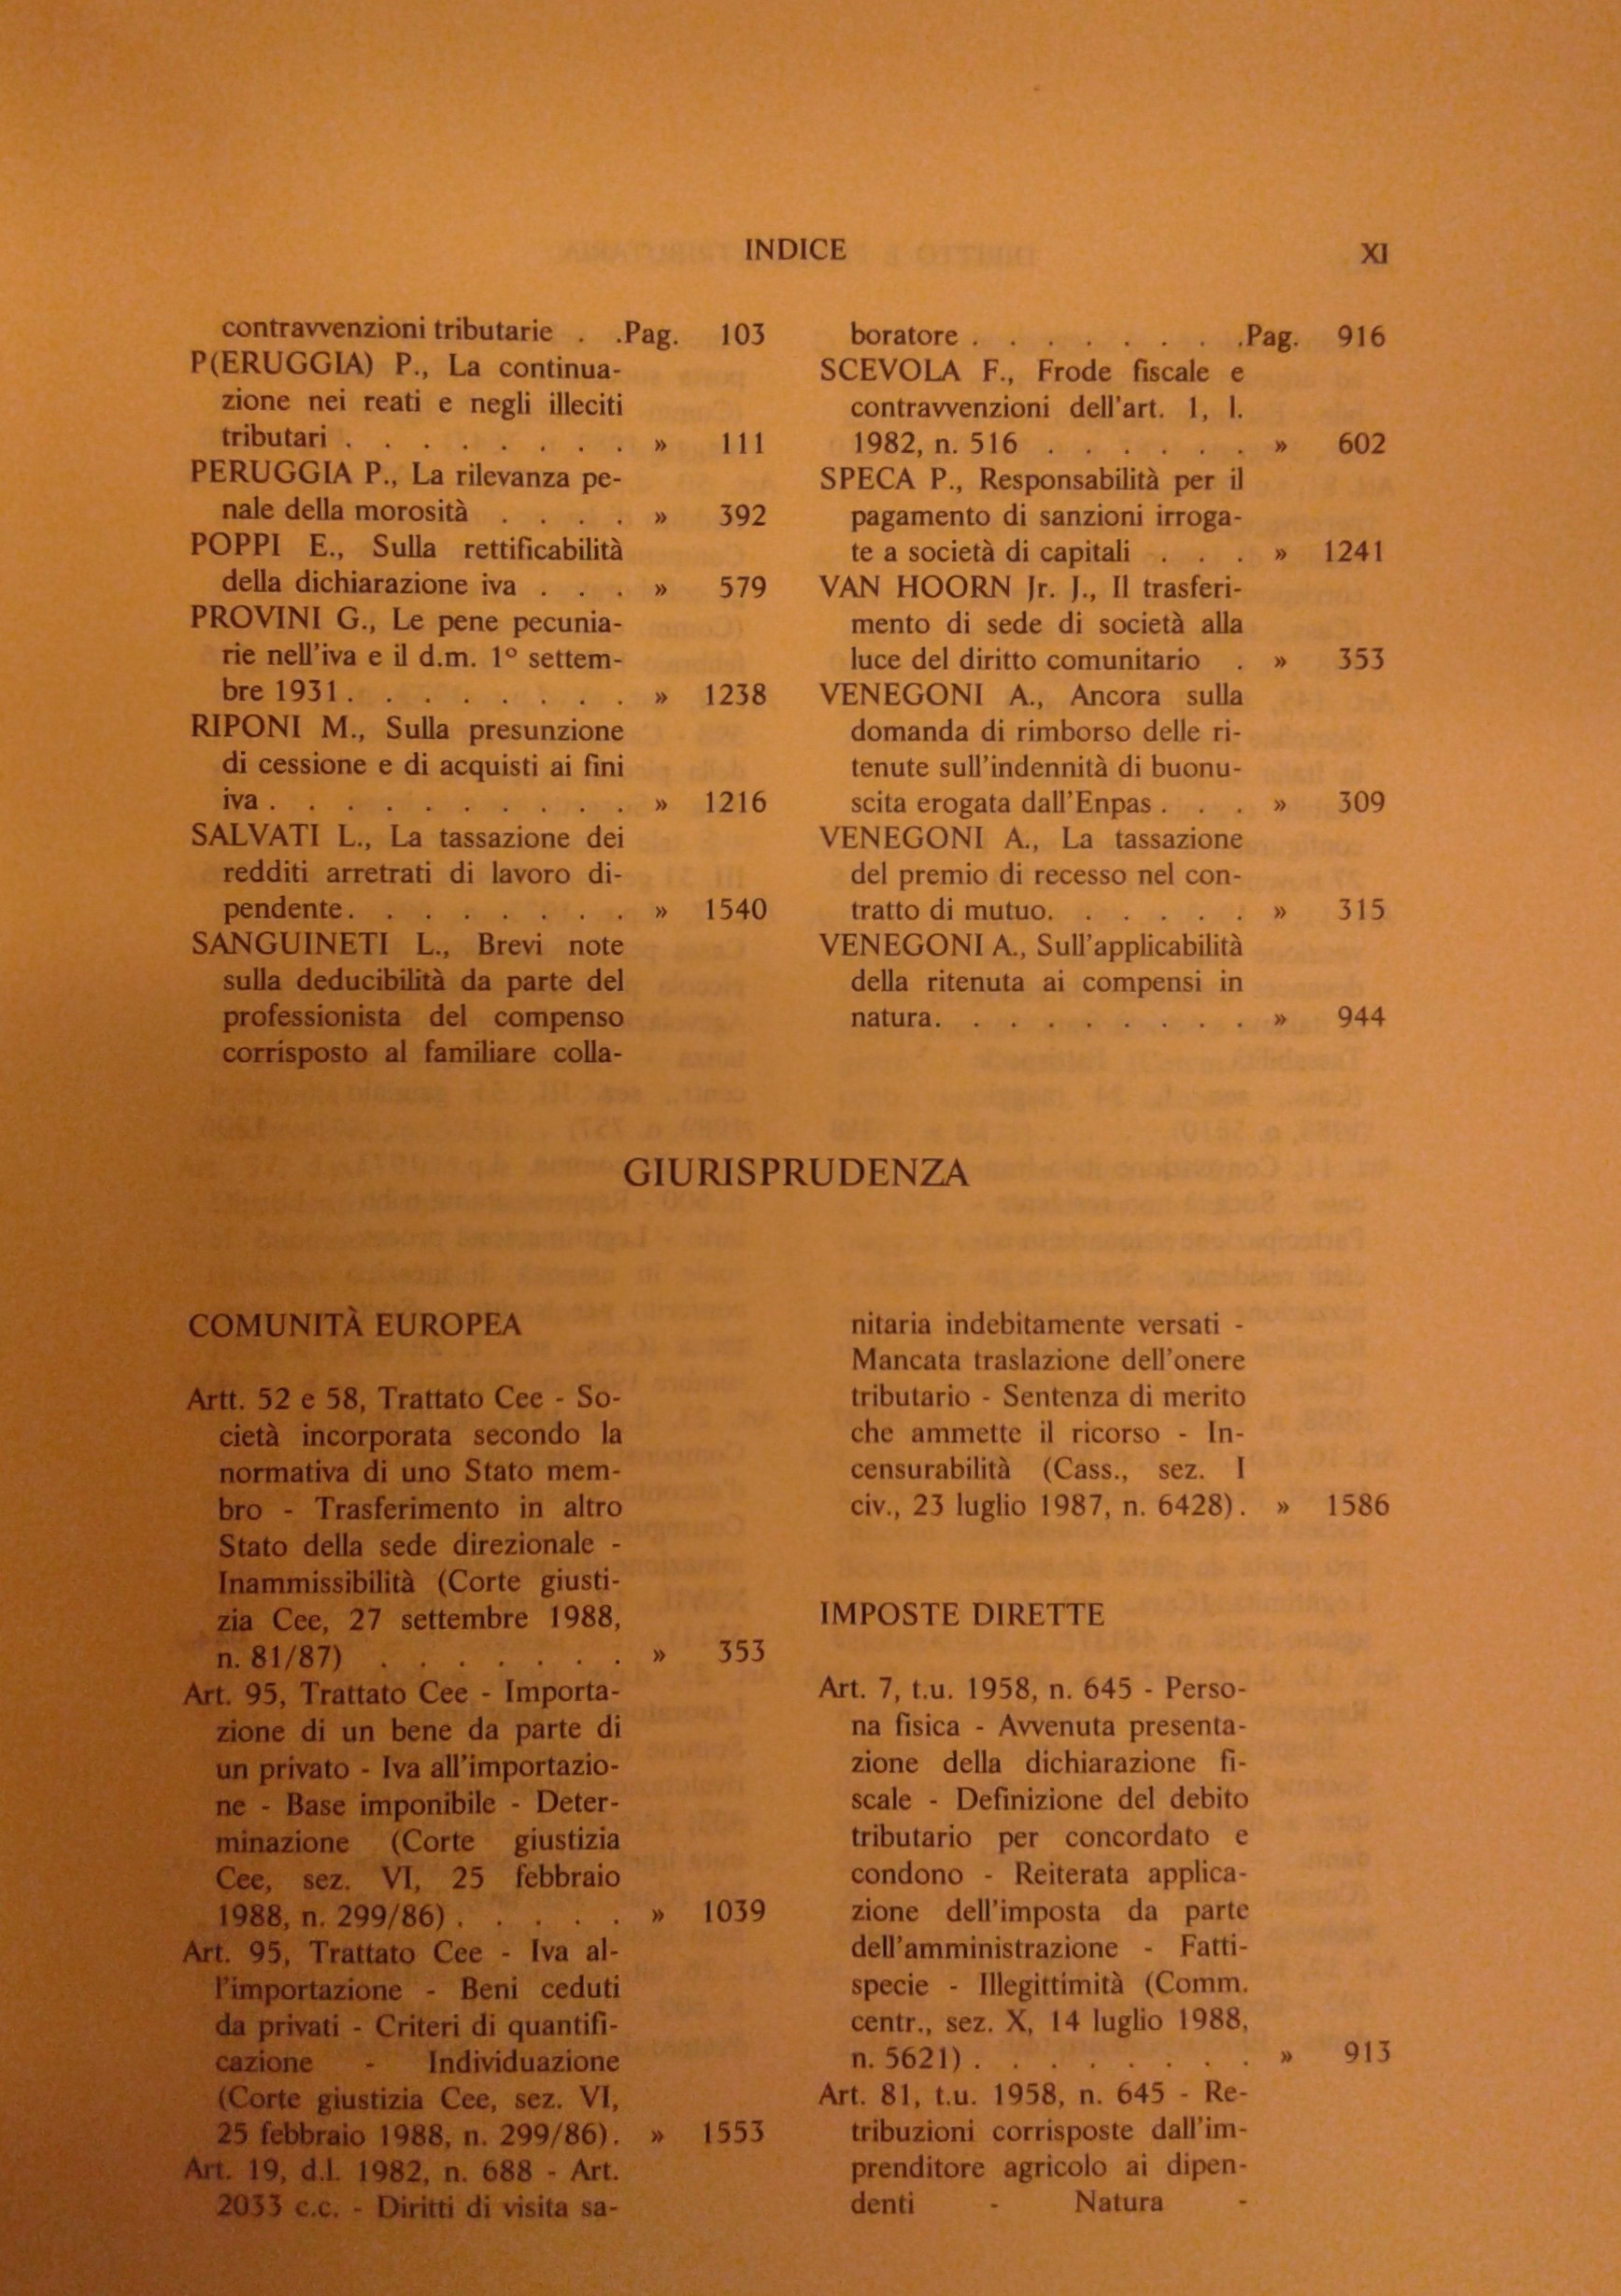 INDICE XI
contravvenzioni tributarie . .Pag. 103
P(ERUGGIA) P., La continua-
zione nei reati e negli illeciti
tributari . . . . . . . . » 111
PERUGGIA P., La rilevanza pe-
nale della morosità . . . . » 392
POPPI E., Sulla rettificabilità
della dichiarazione iva . . . » 579
PROVINI G., Le pene pecunia-
rie nell'iva e il d.m. 1° settem-
bre 1931. . . . . . . . » 1238
RIPONI M., Sulla presunzione
di cessione e di acquisti ai fini
iva . . . . . . . . . . » 1216
SALVATI L., La tassazione dei
redditi arretrati di lavoro di-
pendente. . . . . . . . » 1540
SANGUINETI L., Brevi note
sulla deducibilità da parte del
professionista del compenso
corrisposto al familiare colla-
boratore . . . . . . . .Pag. 916
SCEVOLA F., Frode fiscale e
contravvenzioni dell'art. 1, l.
1982, n. 516 . . . . . . » 602
SPECA P., Responsabilità per il
pagamento di sanzioni irroga-
te a società di capitali . . . » 1241
VAN HOORN Jr. J., Il trasferi-
mento di sede di società alla
luce del diritto comunitario . » 353
VENEGONI A., Ancora sulla
domanda di rimborso delle ri-
tenute sull'indennità di buonu-
scita erogata dall'Enpas . . . » 309
VENEGONI A., La tassazione
del premio di recesso nel con-
tratto di mutuo. . . . . . » 315
VENEGONI A., Sull'applicabilità
della ritenuta ai compensi in
natura. . . . . . . . . » 944
GIURISPRUDENZA
COMUNITÀ EUROPEA
Artt. 52 e 58, Trattato Cee - So-
cietà incorporata secondo la
normativa di uno Stato mem-
bro - Trasferimento in altro
Stato della sede direzionale -
Inammissibilità (Corte giusti-
zia Cee, 27 settembre 1988,
n. 81/87) . . . . . . . » 353
Art. 95, Trattato Cee - Importa-
zione di un bene da parte di
un privato - Iva all'importazio-
ne - Base imponibile - Deter-
minazione (Corte giustizia
Cee, sez. VI, 25 febbraio
1988, n. 299/86) . . . . . » 1039
Art. 95, Trattato Cee - Iva al-
l'importazione - Beni ceduti
da privati - Criteri di quantifi-
cazione - Individuazione
(Corte giustizia Cee, sez. VI,
25 febbraio 1988, n. 299/86). » 1553
Art. 19, d.l. 1982, n. 688 - Art.
2033 c.c. - Diritti di visita sa-
nitaria indebitamente versati -
Mancata traslazione dell'onere
tributario - Sentenza di merito
che ammette il ricorso - In-
censurabilità (Cass., sez. I
civ., 23 luglio 1987, n. 6428). » 1586
IMPOSTE DIRETTE
Art. 7, t.u. 1958, n. 645 - Perso-
na fisica - Avvenuta presenta-
zione della dichiarazione fi-
scale - Definizione del debito
tributario per concordato e
condono - Reiterata applica-
zione dell'imposta da parte
dell'amministrazione - Fatti-
specie - Illegittimità (Comm.
centr., sez. X, 14 luglio 1988,
n. 5621) . . . . . . . . » 913
Art. 81, t.u. 1958, n. 645 - Re-
tribuzioni corrisposte dall'im-
prenditore agricolo ai dipen-
denti - Natura -